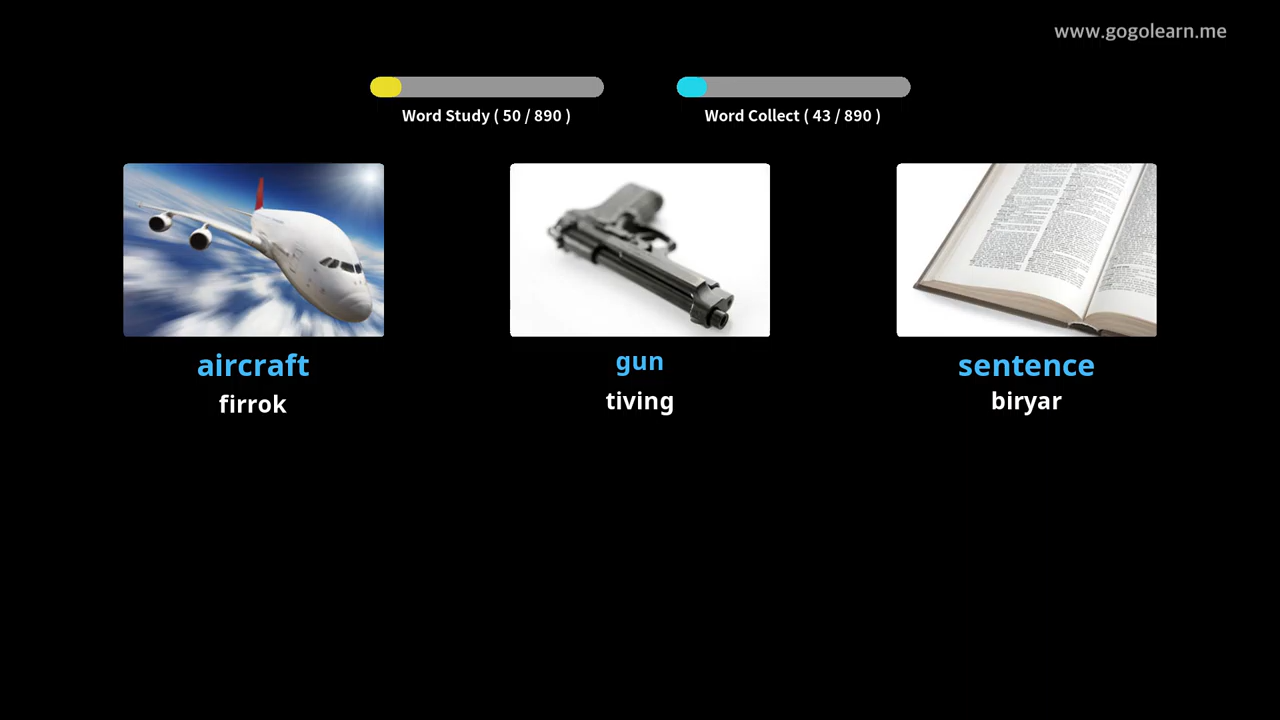 www.gogolearn.me
Word Study ( 50 / 890 )
Word Collect ( 43 / 890 )
aircraft
firrok
gun
tiving
sentence
biryar